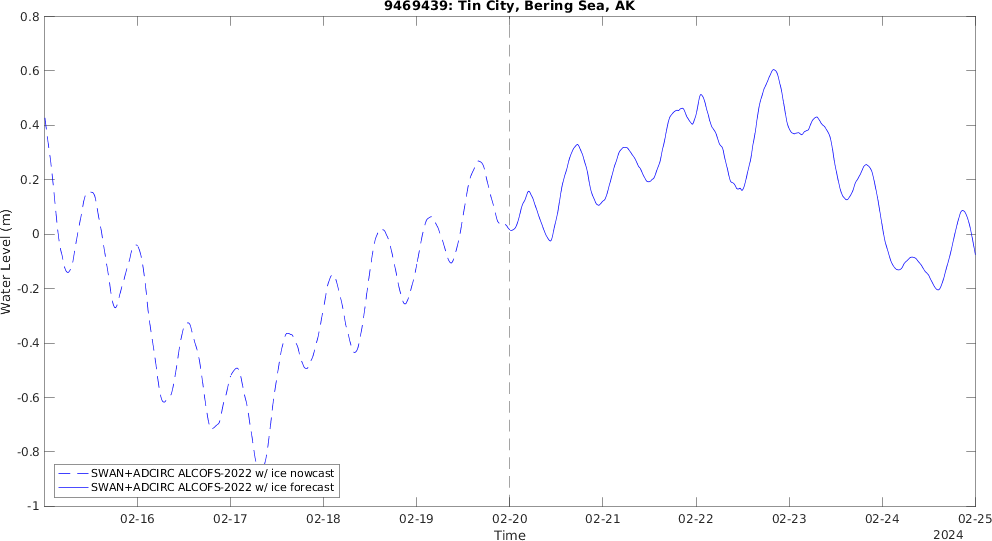 9469439: Tin City, Bering Sea, AK
0.8
0.6
0.4
0.2
0
-0.2
-0.4
-0.6
-0.8
-1
Water Level (m)
SWAN+ADCIRC ALCOFS-2022 w/ ice nowcast
SWAN+ADCIRC ALCOFS-2022 w/ ice forecast
02-16 02-17 02-18 02-19 02-20 02-21 02-22 02-23 02-24 02-25
Time
2024